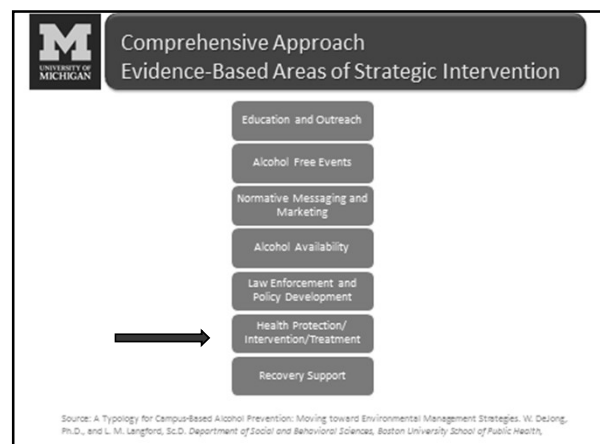 M
UNIVERSITY OF
MICHIGAN
Comprehensive Approach
Evidence-Based Areas of Strategic Intervention
Education and Outreach
Alcohol Free Events
Normative Messaging and
Marketing
Alcohol Availability
Law Enforcement and
Policy Development
Health Protection/
Intervention/Treatment
Recovery Support
Source: A Typology for Campus-Based Alcohol Prevention: Moving toward Environmental Management Strategies. W. DeJong,
Ph.D., and L. M. Langford, Sc.D. Department of Social and Behavioral Sciences, Boston University School of Public Health,